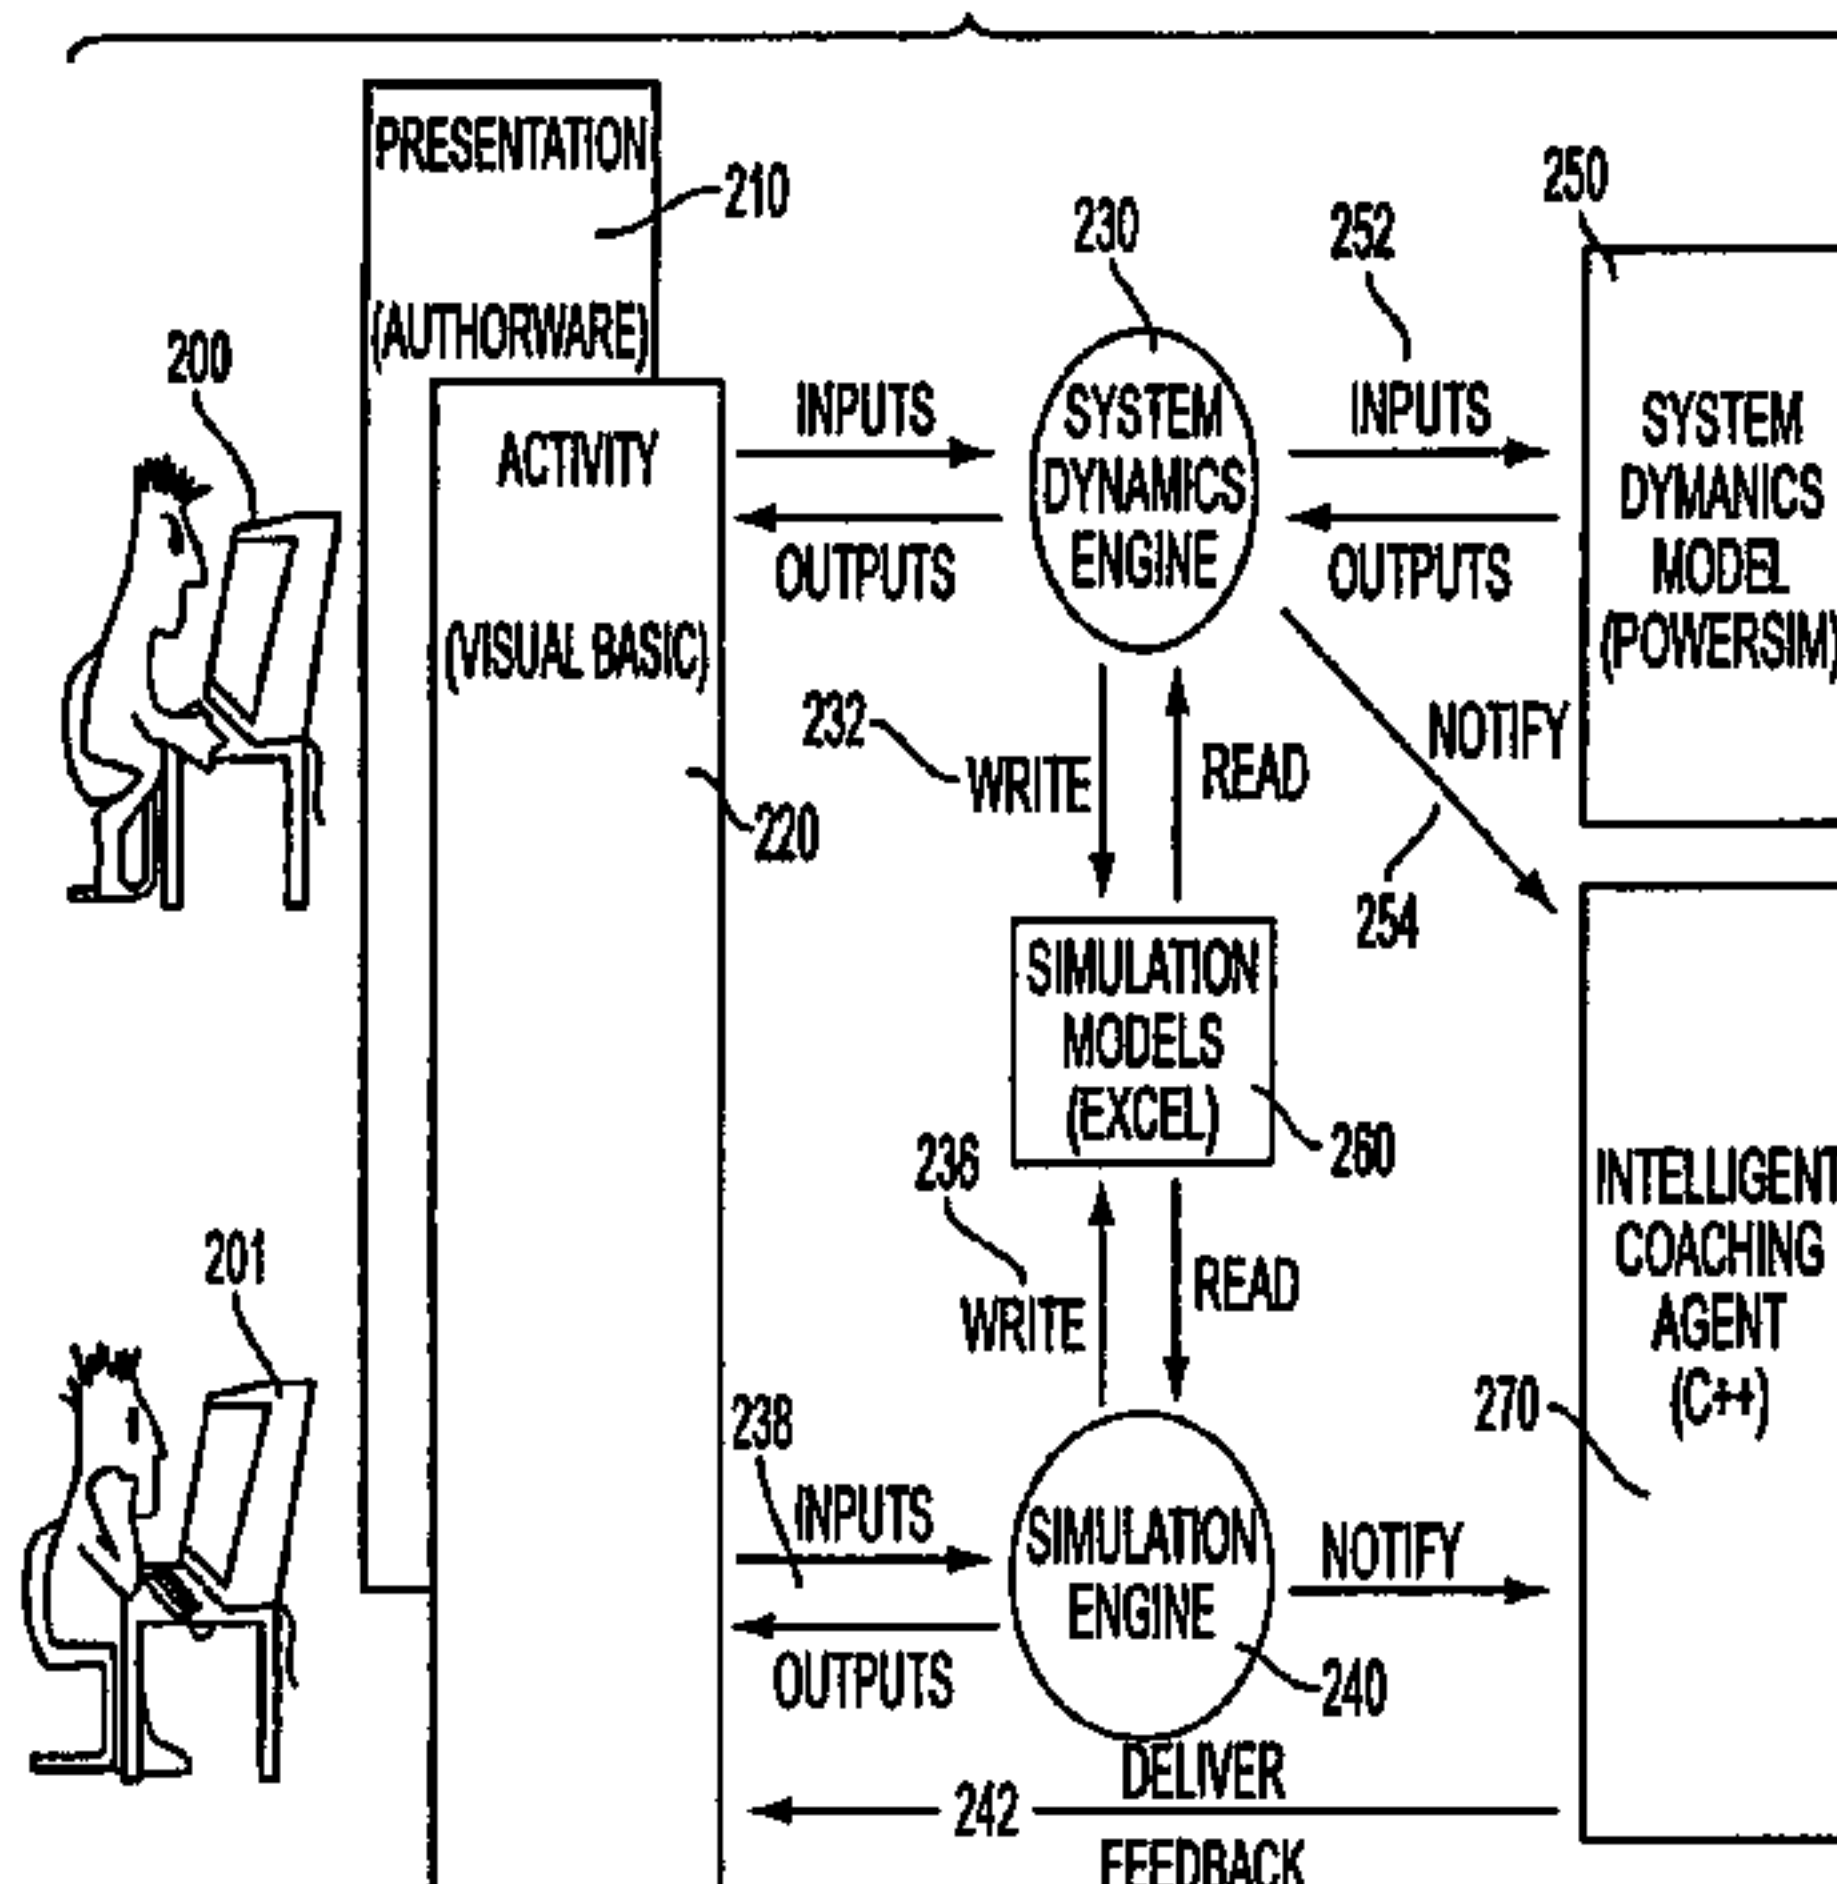 PRESENTATION
210
(AUTHORWARE)
200
ACTIVITY
(VISUAL BASIC)
220
INPUTS
OUTPUTS
230
SYSTEM
DYNAMICS
ENGINE
252
INPUTS
OUTPUTS
250
SYSTEM
DYMANICS
MODEL
(POWERSIM)
232
WRITE
READ
NOTIFY
254
SIMULATION
MODELS
(EXCEL)
260
236
WRITE
READ
INTELLIGENT
COACHING
AGENT
(C++)
270
201
238
INPUTS
OUTPUTS
SIMULATION
ENGINE
240
NOTIFY
DELIVER
242
FEEDBACK